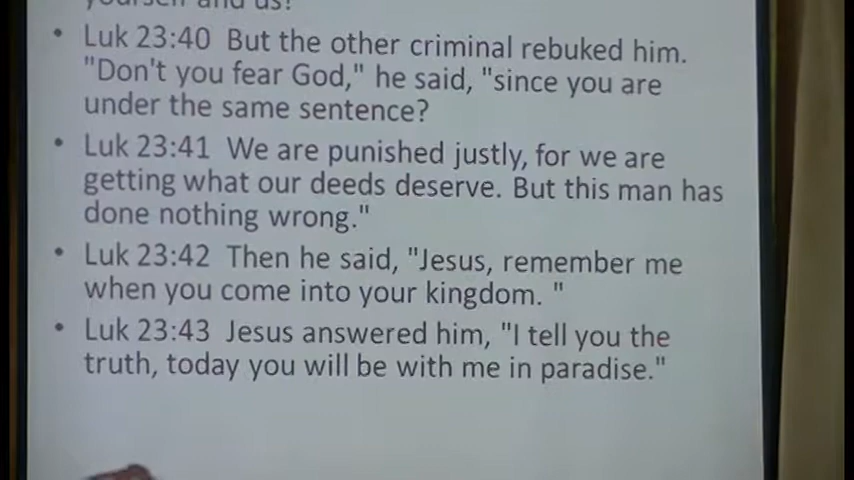 yourself and us!"
• Luk 23:40 But the other criminal rebuked him.
"Don't you fear God," he said, "since you are
under the same sentence?
• Luk 23:41 We are punished justly, for we are
getting what our deeds deserve. But this man has
done nothing wrong."
• Luk 23:42 Then he said, "Jesus, remember me
when you come into your kingdom. "
• Luk 23:43 Jesus answered him, "I tell you the
truth, today you will be with me in paradise."